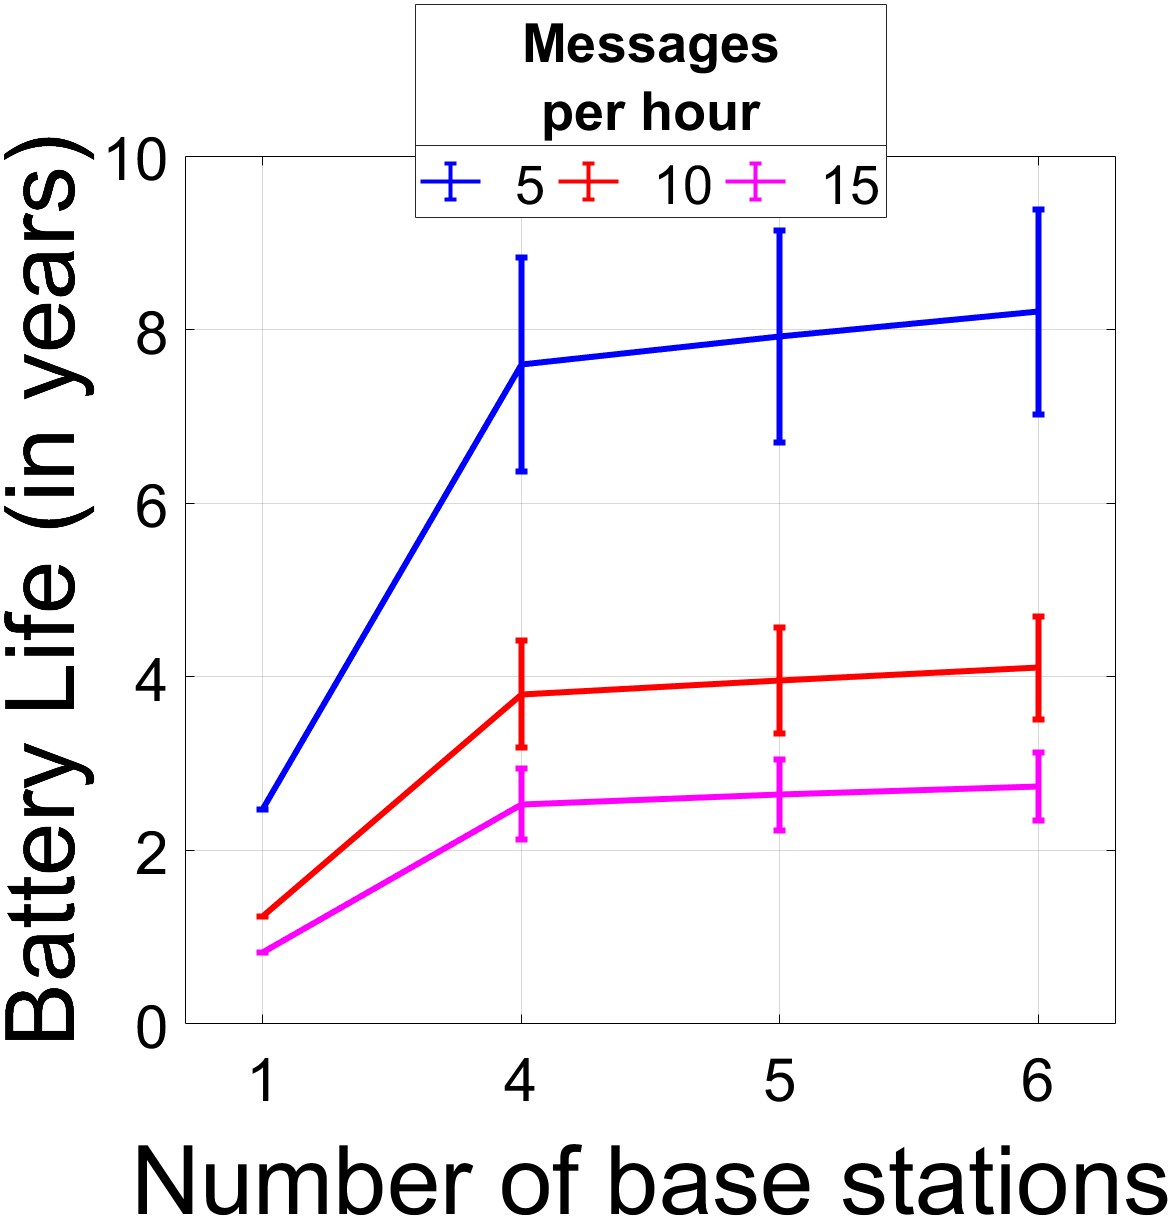 Messages
per hour
5 10 15
Battery Life (in years)
10
8
6
4
2
0
1 4 5 6
Number of base stations